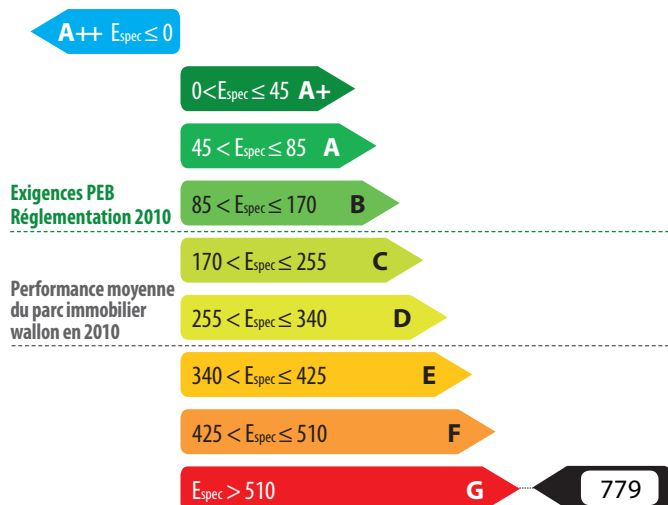 A++ Espec ≤ 0
0<Espec ≤ 45 A+
45 < Espec ≤ 85 A
Exigences PEB
Réglementation 2010
85 < Espec ≤ 170 B
170 < Espec ≤ 255 C
Performance moyenne
du parc immobilier
wallon en 2010
255 < Espec ≤ 340 D
340 < Espec ≤ 425 E
425 < Espec ≤ 510 F
Espec > 510 G 779